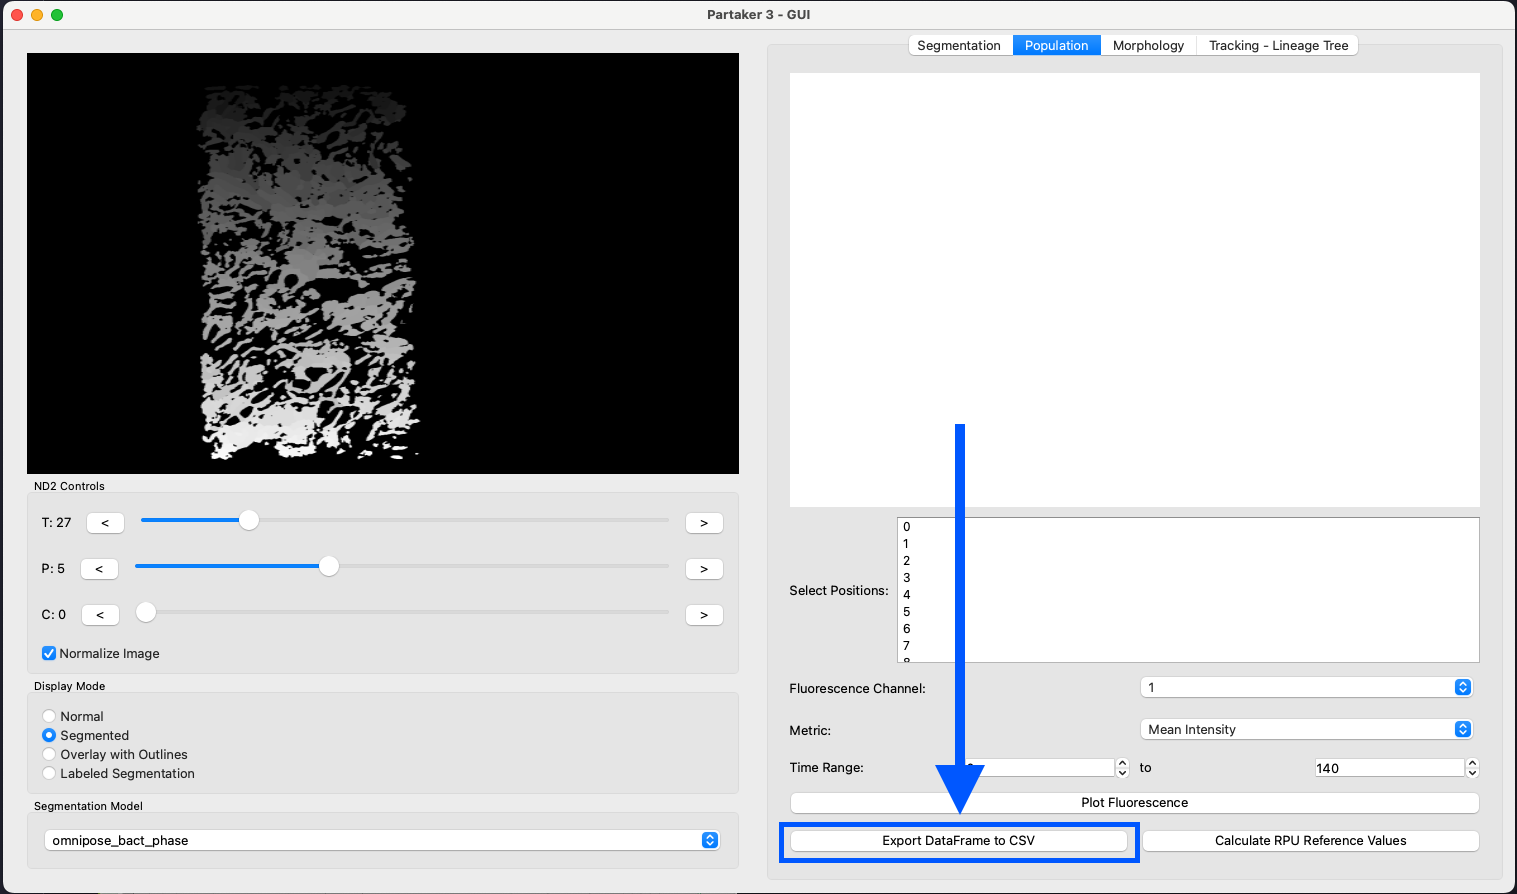 Partaker 3 - GUI
Segmentation Population Morphology Tracking - Lineage Tree
ND2 Controls
T: 27 < >
P: 5 < >
C: 0 < >
Normalize Image
Display Mode
Normal
Segmented
Overlay with Outlines
Labeled Segmentation
Segmentation Model
omnipose_bact_phase
Select Positions:
0
1
2
3
4
5
6
7
Fluorescence Channel: 1
Metric: Mean Intensity
Time Range: to 140
Plot Fluorescence
Export DataFrame to CSV Calculate RPU Reference Values